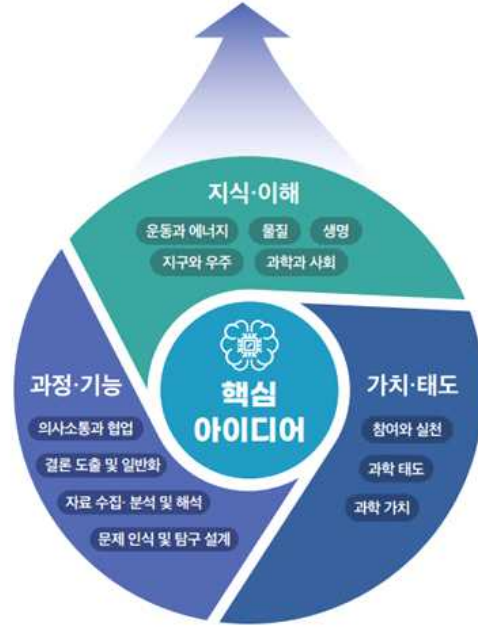 지식·이해
운동과 에너지 물질 생명
지구와 우주 과학과 사회
핵심
아이디어
과정·기능
의사소통과 협업
결론 도출 및 일반화
자료 수집·분석 및 해석
문제 인식 및 탐구 설계
가치·태도
참여와 실천
과학 태도
과학 가치